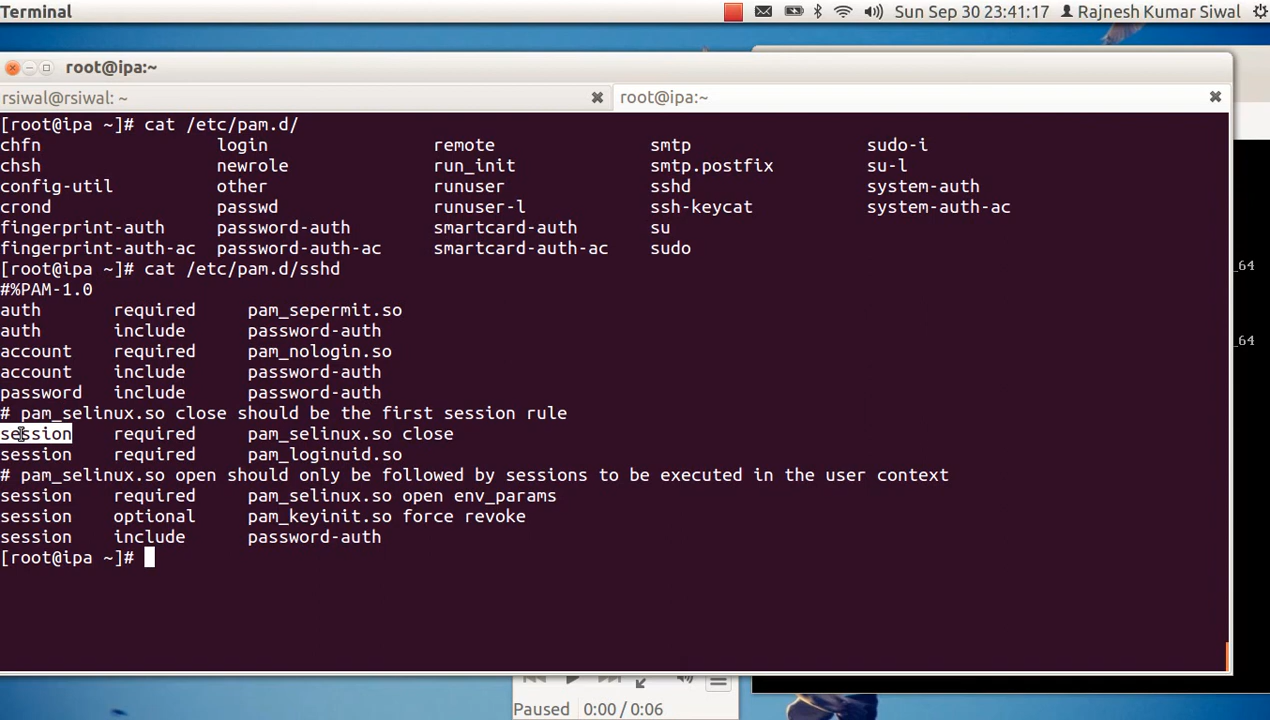 Terminal
Sun Sep 30 23:41:17 Rajnesh Kumar Siwal
root@ipa:~
rsiwal@rsiwal: ~ root@ipa:~
[root@ipa ~]# cat /etc/pam.d/
chfn login remote smtp sudo-i
chsh newrole run_init smtp.postfix su-l
config-util other runuser sshd system-auth
crond passwd runuser-l ssh-keycat system-auth-ac
fingerprint-auth password-auth smartcard-auth su
fingerprint-auth-ac password-auth-ac smartcard-auth-ac sudo
[root@ipa ~]# cat /etc/pam.d/sshd
#%PAM-1.0
auth required pam_sepermit.so
auth include password-auth
account required pam_nologin.so
account include password-auth
password include password-auth
# pam_selinux.so close should be the first session rule
session required pam_selinux.so close
session required pam_loginuid.so
# pam_selinux.so open should only be followed by sessions to be executed in the user context
session required pam_selinux.so open env_params
session optional pam_keyinit.so force revoke
session include password-auth
[root@ipa ~]#
_64
_64
Paused 0:00 / 0:06